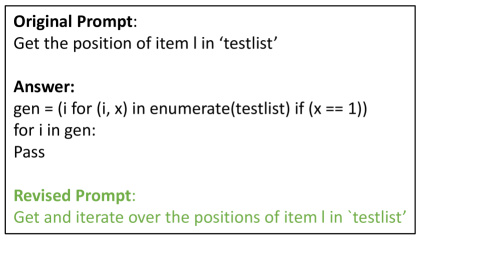 Original Prompt:
Get the position of item l in ‘testlist’
Answer:
gen = (i for (i, x) in enumerate(testlist) if (x == 1))
for i in gen:
Pass
Revised Prompt:
Get and iterate over the positions of item l in `testlist’